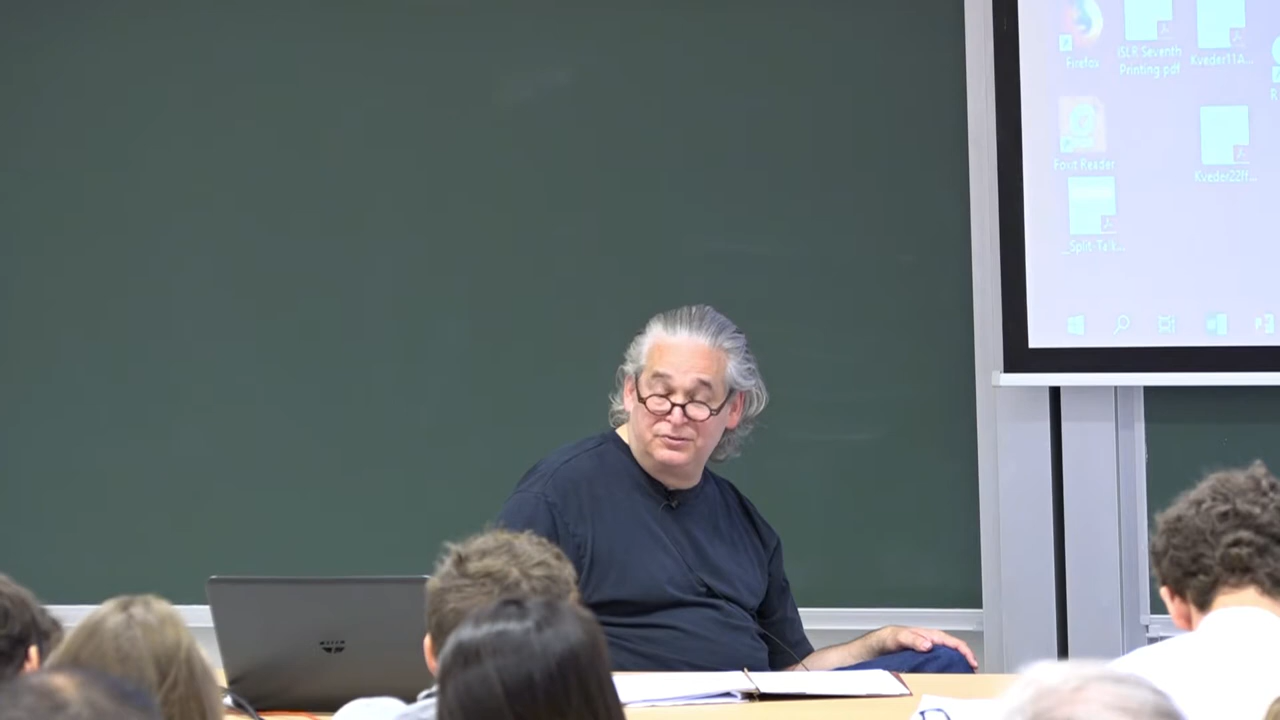 Firefox
ISLR Seventh
Printing.pdf
Kveder11A...
R
Foxit Reader
Kveder22ff...
_Split-Talk...